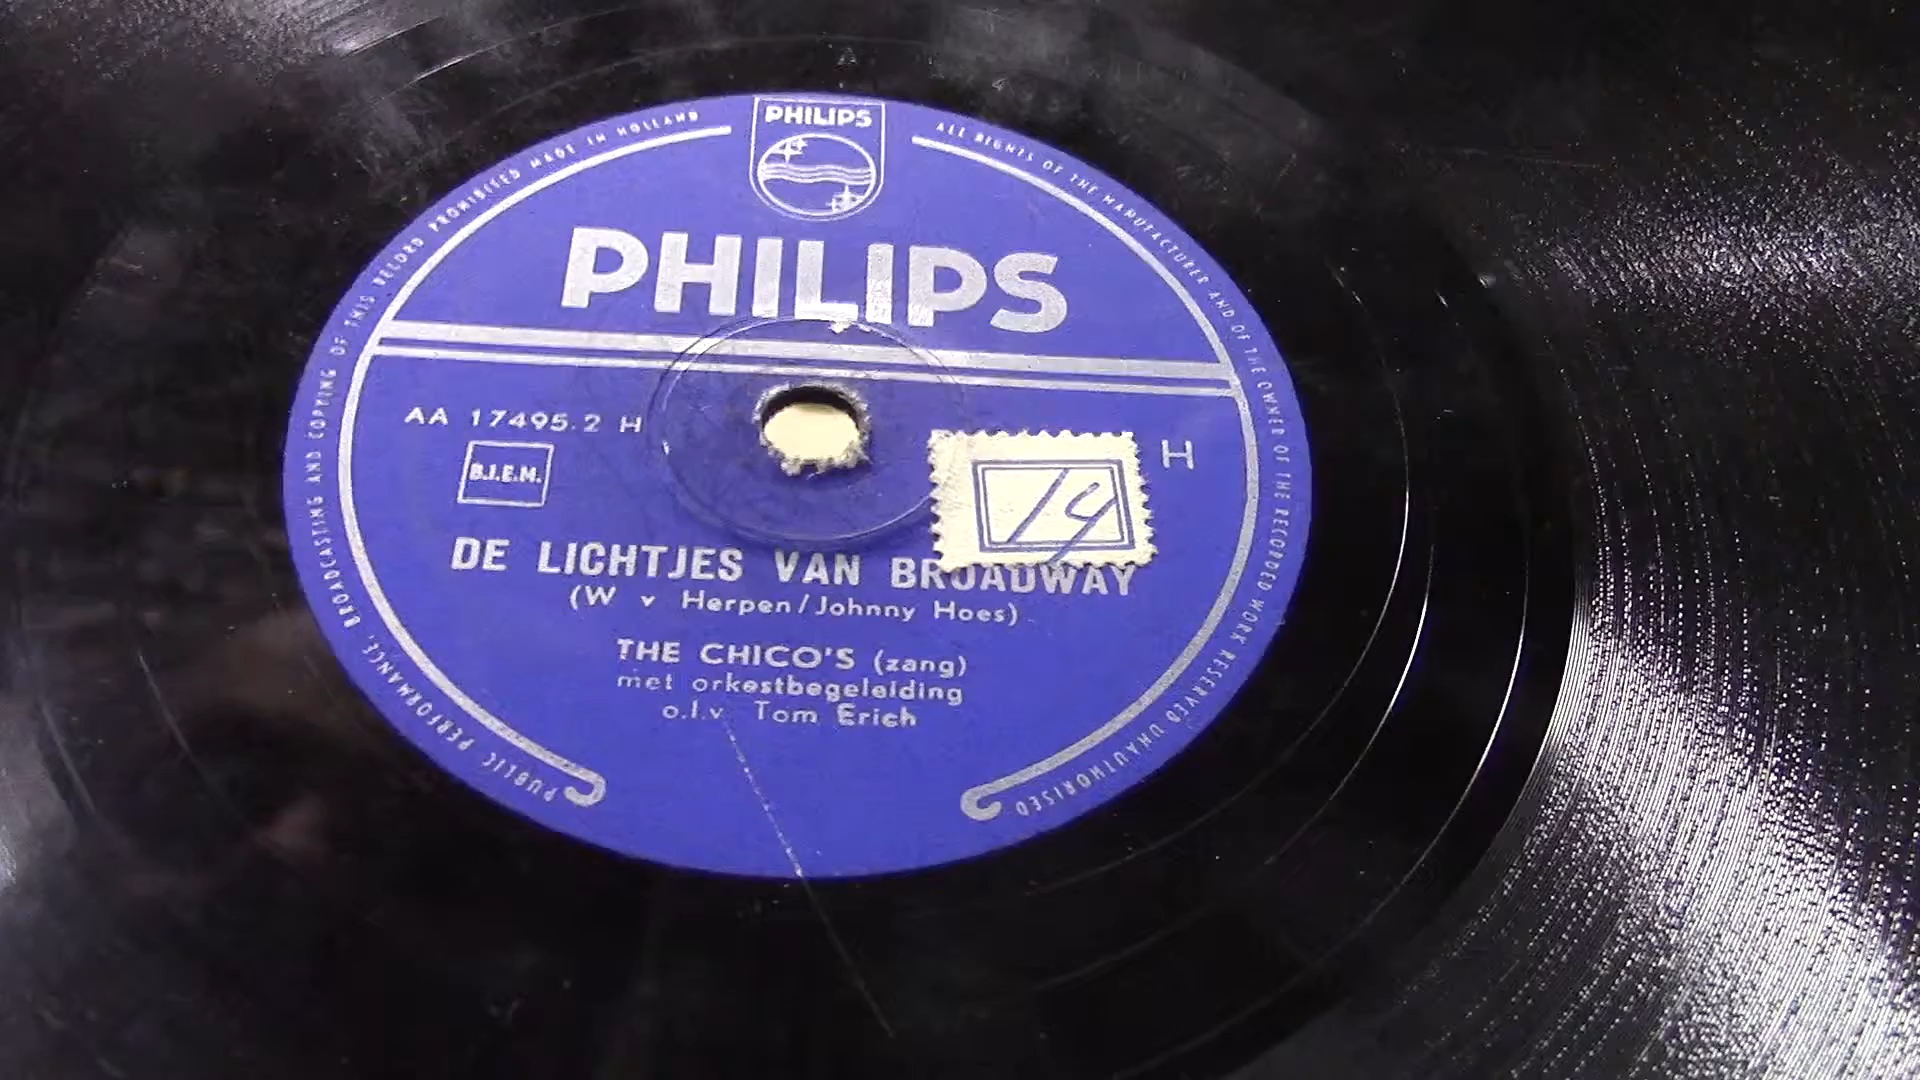 PHILIPS
PHILIPS
AA 17495.2 H
B.I.E.M.
19
H
DE LICHTJES VAN BROADWAY
(W v Herpen/Johnny Hoes)
THE CHICO'S (zang)
met orkestbegeleiding
o.l.v. Tom Erich
ALL RIGHTS OF THE MANUFACTURER AND OF THE OWNER OF THE RECORDED WORK RESERVED UNAUTHORISED
PUBLIC PERFORMANCE, BROADCASTING AND COPYING OF THIS RECORD PROHIBITED MADE IN HOLLAND